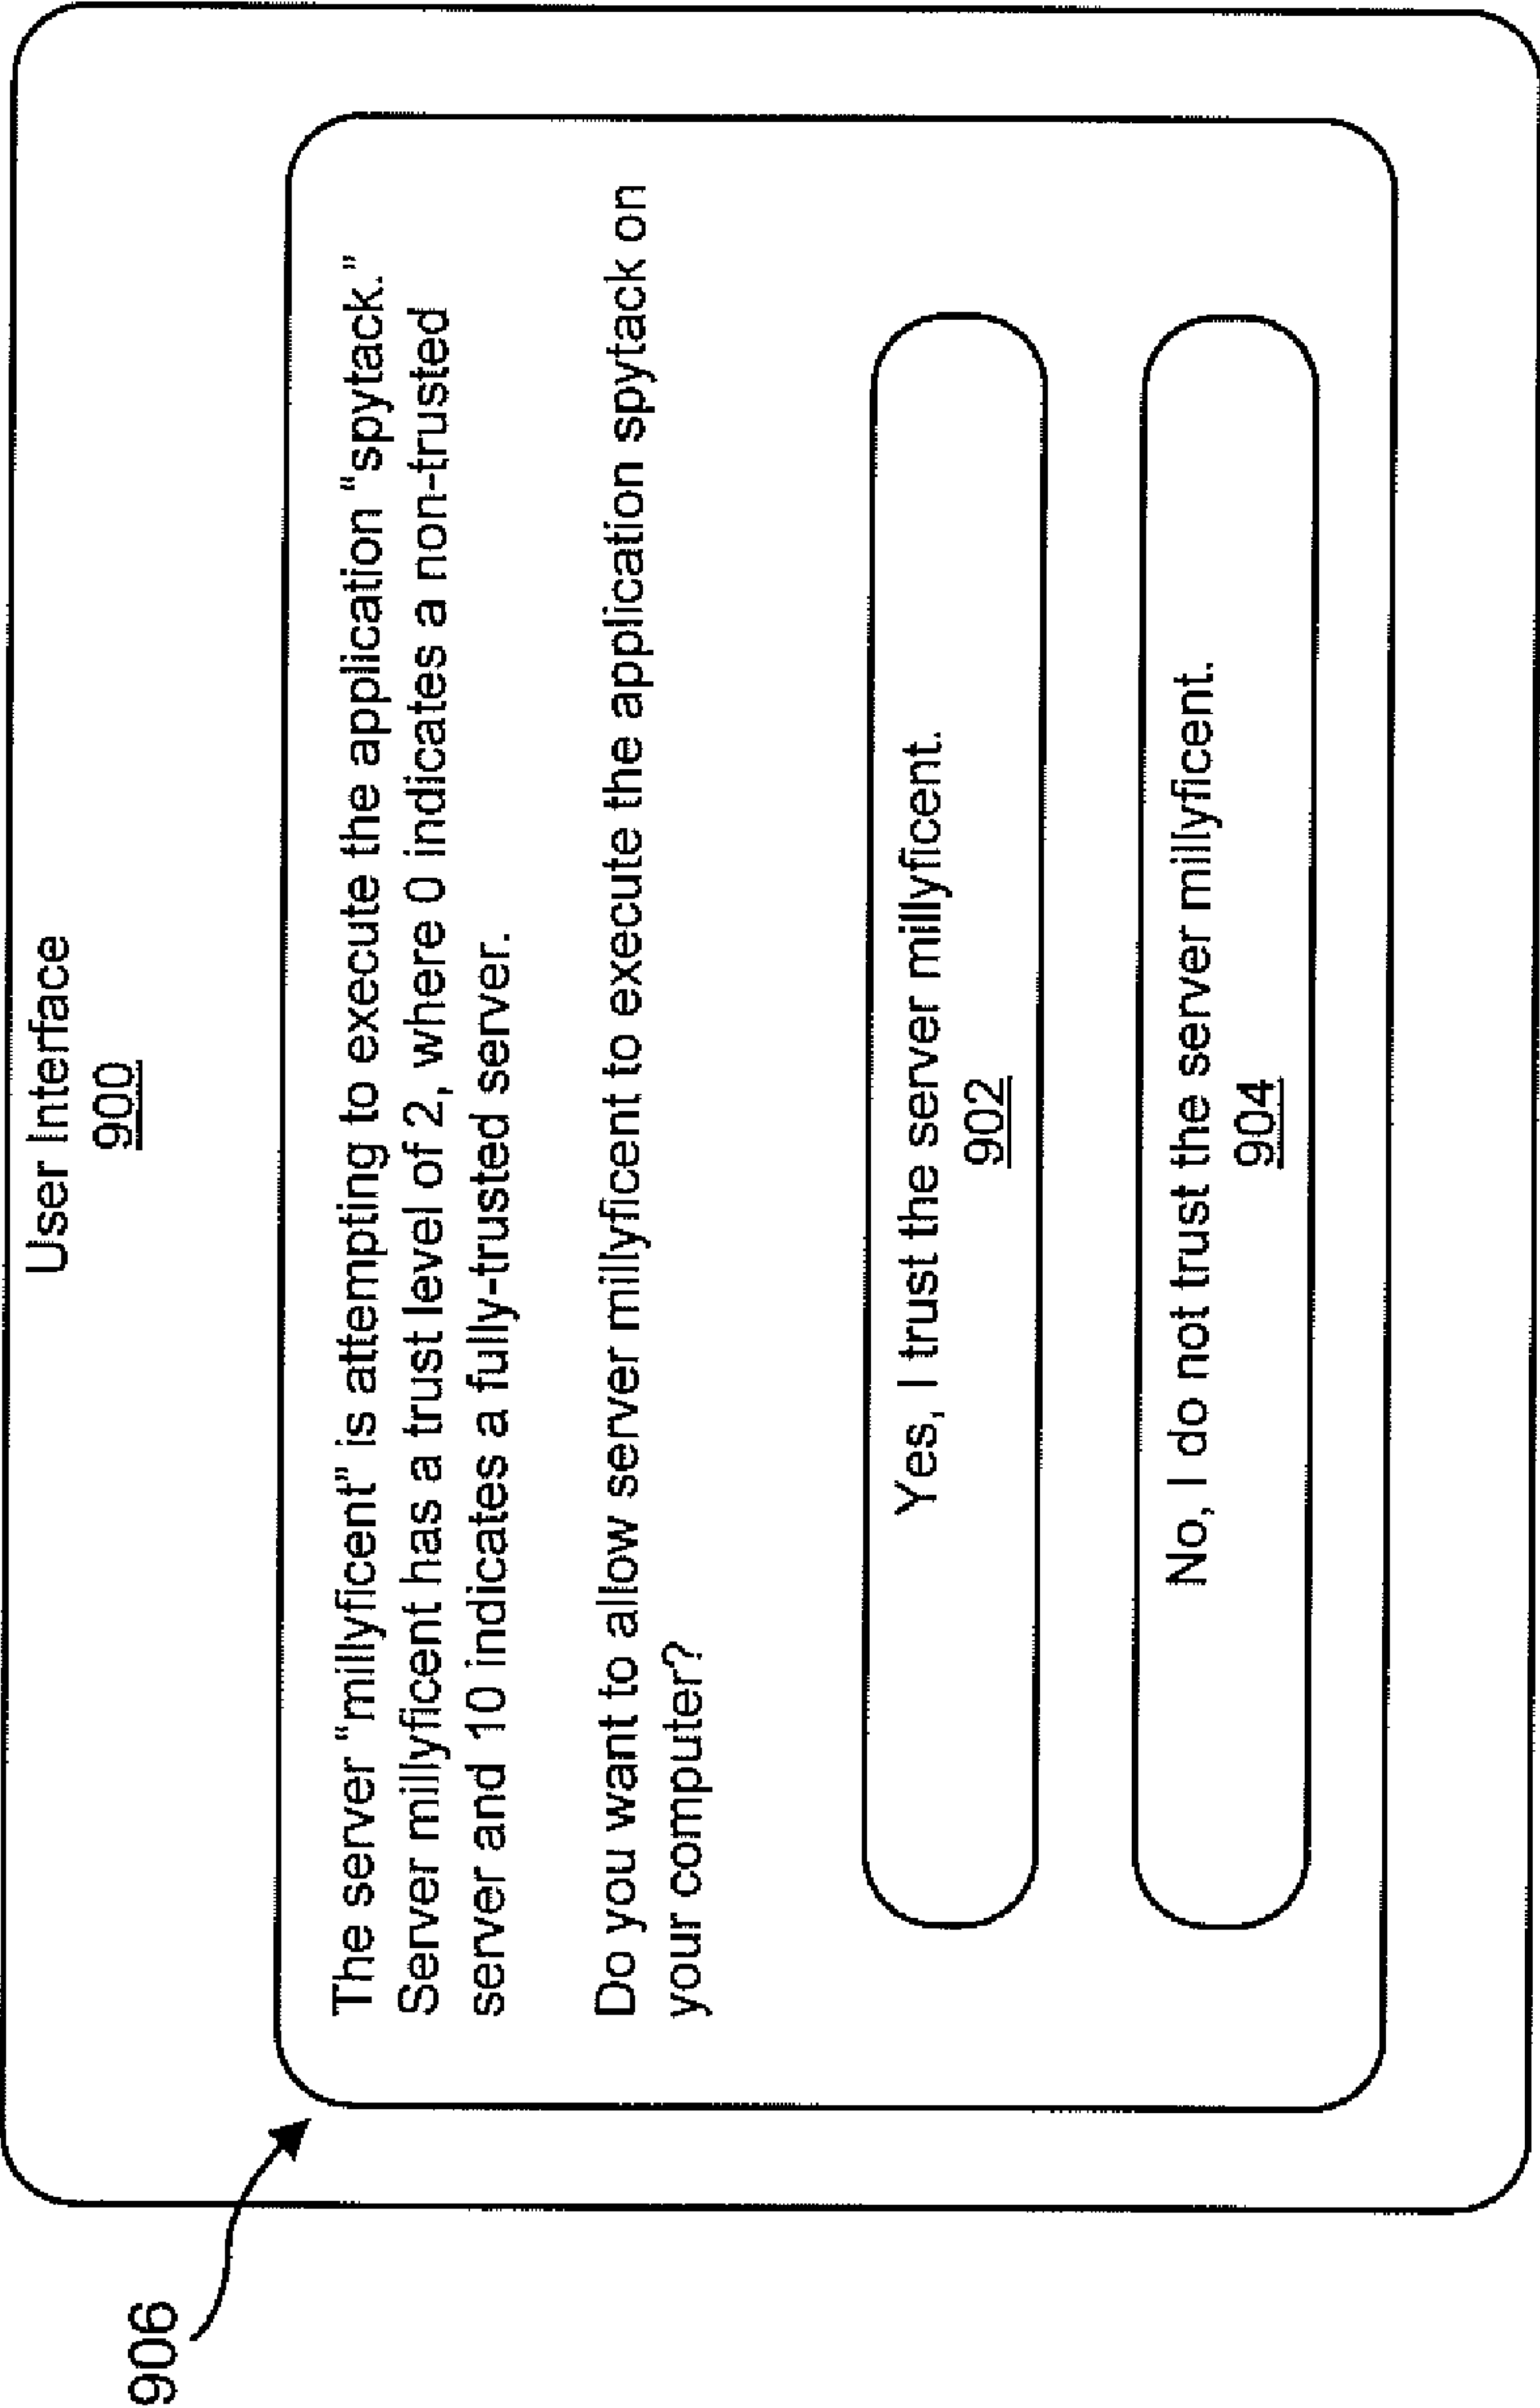 User Interface
900
The server “millyficent” is attempting to execute the application “spytack.”
Server millyficent has a trust level of 2, where 0 indicates a non-trusted
server and 10 indicates a fully-trusted server.
Do you want to allow server millyficent to execute the application spytack on
your computer?
Yes, I trust the server millyficent.
902
No, I do not trust the server millyficent.
904
906